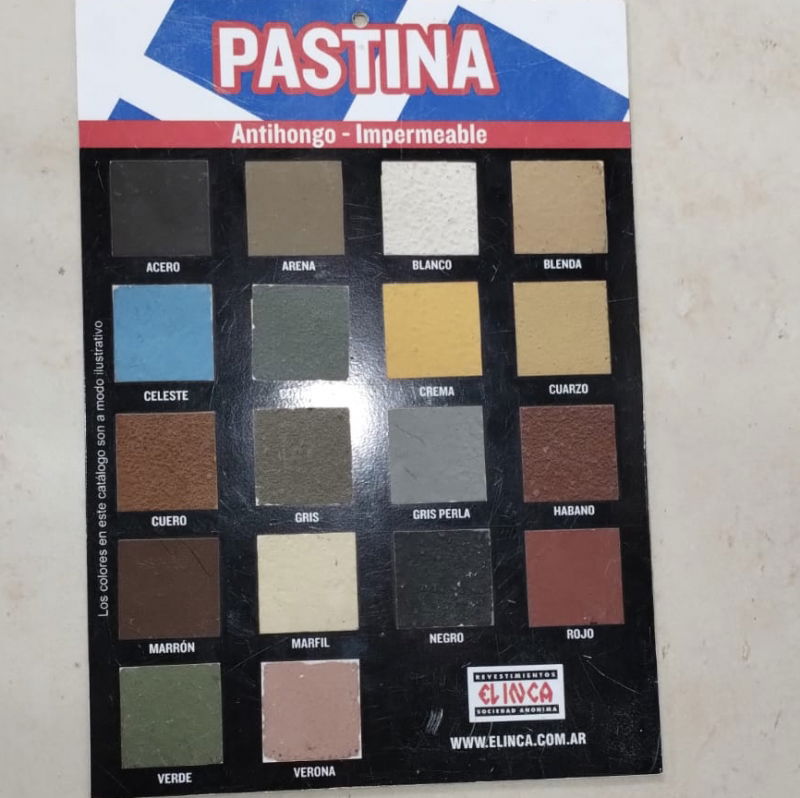 PASTINA
Antihongo - Impermeable
ACERO
ARENA
BLANCO
BLENDA
CELESTE
CREMA
CUARZO
CUERO
GRIS
GRIS PERLA
HABANO
MARRÓN
MARFIL
NEGRO
ROJO
VERDE
VERONA
Los colores en este catálogo son a modo ilustrativo
REVESTIMIENTOS
EL INCA
SOCIEDAD ANONIMA
WWW.ELINCA.COM.AR